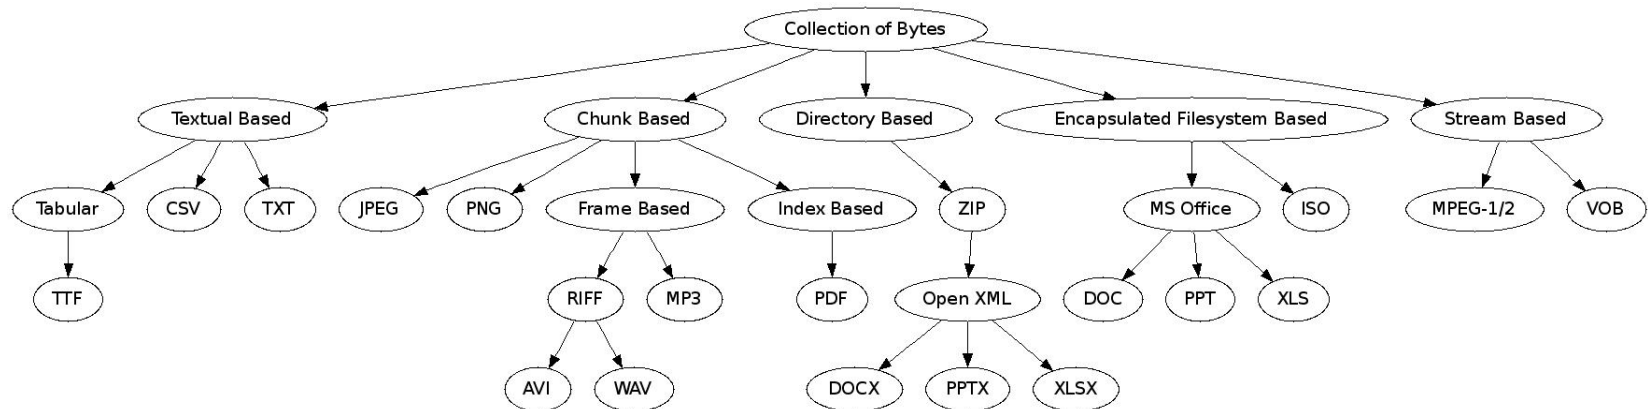 Collection of Bytes
Textual Based
Chunk Based
Directory Based
Encapsulated Filesystem Based
Stream Based
Tabular
CSV
TXT
JPEG
PNG
Frame Based
Index Based
ZIP
MS Office
ISO
MPEG-1/2
VOB
TTF
RIFF
MP3
PDF
Open XML
DOC
PPT
XLS
AVI
WAV
DOCX
PPTX
XLSX